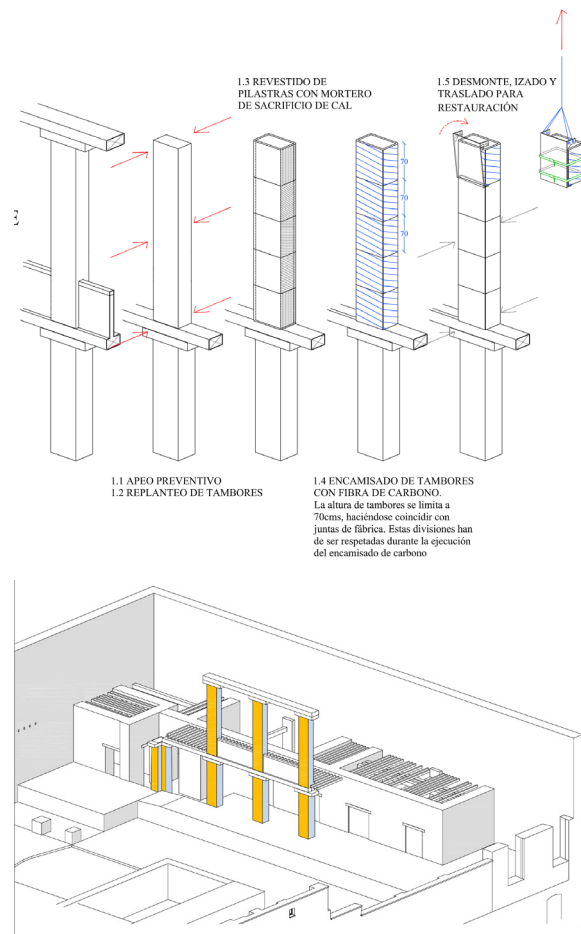 1.3 REVESTIDO DE
PILASTRAS CON MORTERO
DE SACRIFICIO DE CAL
1.5 DESMONTE, IZADO Y
TRASLADO PARA
RESTAURACIÓN
70
70
70
E
1.1 APEO PREVENTIVO
1.2 REPLANTEO DE TAMBORES
1.4 ENCAMISADO DE TAMBORES
CON FIBRA DE CARBONO.
La altura de tambores se limita a
70cms, haciéndose coincidir con
juntas de fábrica. Estas divisiones han
de ser respetadas durante la ejecución
del encamisado de carbono